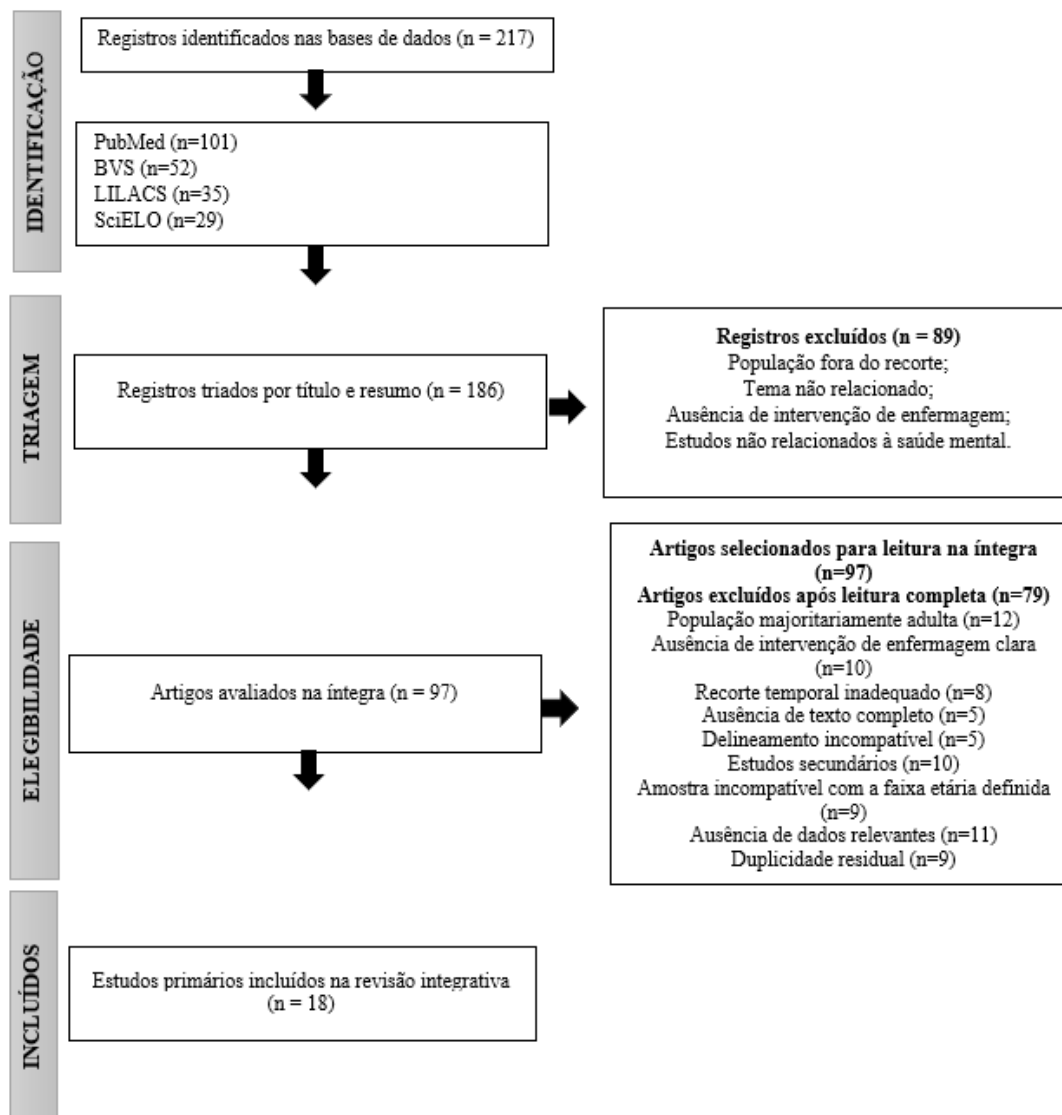 IDENTIFICAÇÃO
Registros identificados nas bases de dados (n = 217)
PubMed (n=101)
BVS (n=52)
LILACS (n=35)
SciELO (n=29)
TRIAGEM
Registros triados por título e resumo (n = 186)
Registros excluídos (n = 89)
População fora do recorte;
Tema não relacionado;
Ausência de intervenção de enfermagem;
Estudos não relacionados à saúde mental.
ELEGIBILIDADE
Artigos avaliados na íntegra (n = 97)
Artigos selecionados para leitura na íntegra
(n=97)
Artigos excluídos após leitura completa (n=79)
População majoritariamente adulta (n=12)
Ausência de intervenção de enfermagem clara
(n=10)
Recorte temporal inadequado (n=8)
Ausência de texto completo (n=5)
Delineamento incompatível (n=5)
Estudos secundários (n=10)
Amostra incompatível com a faixa etária definida
(n=9)
Ausência de dados relevantes (n=11)
Duplicidade residual (n=9)
INCLUÍDOS
Estudos primários incluídos na revisão integrativa
(n = 18)